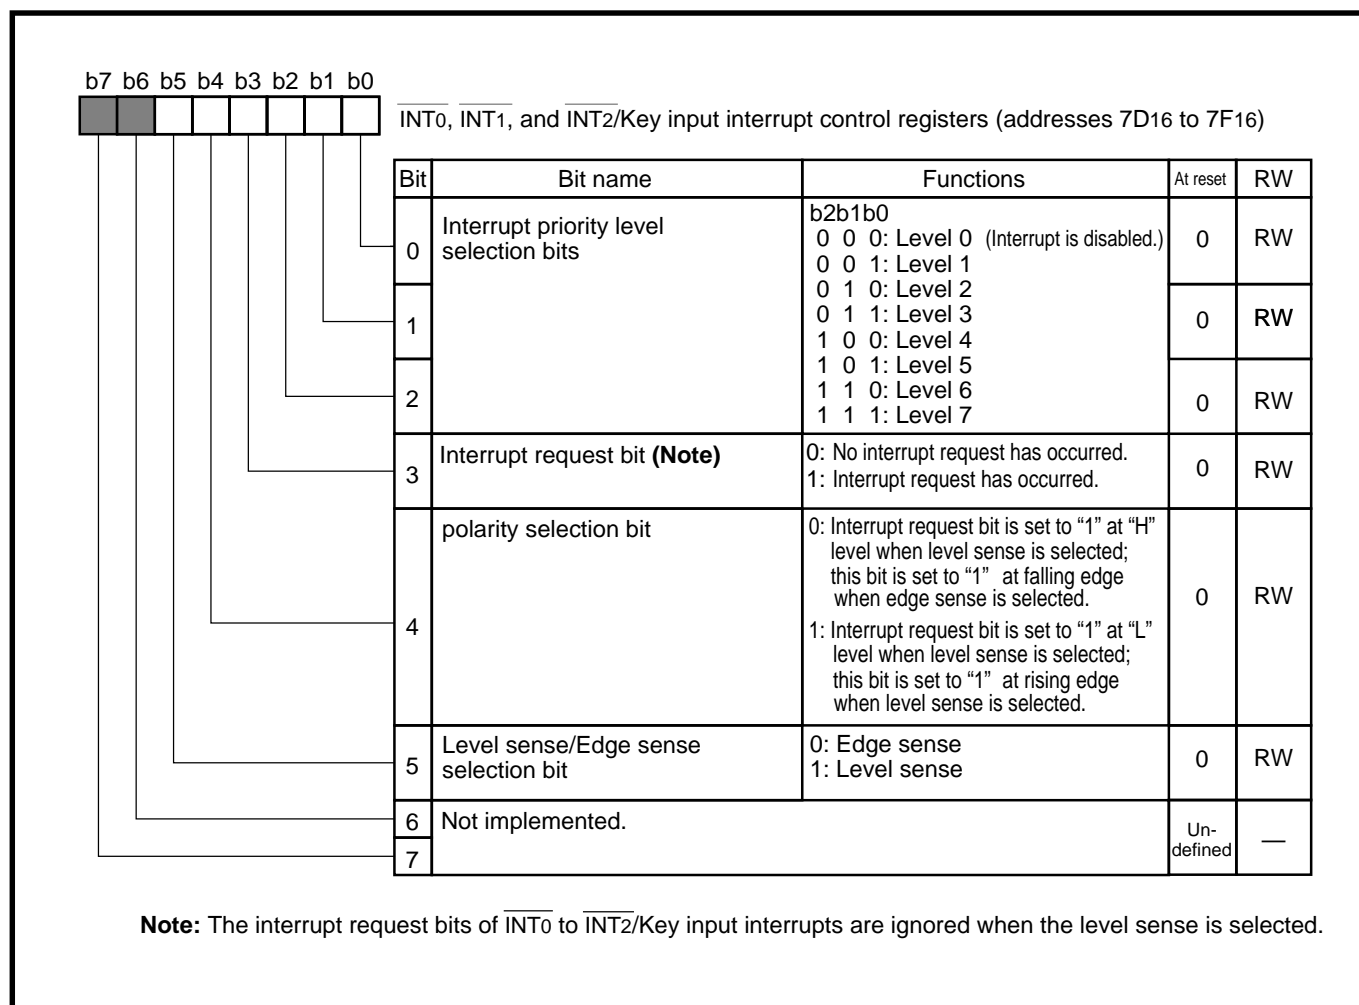 b7 b6 b5 b4 b3 b2 b1 b0
INT0, INT1, and INT2/Key input interrupt control registers (addresses 7D16 to 7F16)
Bit Bit name Functions At reset RW
0 Interrupt priority level
selection bits
b2b1b0
0 0 0: Level 0 (Interrupt is disabled.)
0 0 1: Level 1
0 1 0: Level 2
0 1 1: Level 3
1 0 0: Level 4
1 0 1: Level 5
1 1 0: Level 6
1 1 1: Level 7
0 RW
1 0 RW
2 0 RW
3 Interrupt request bit (Note)
0: No interrupt request has occurred.
1: Interrupt request has occurred.
0 RW
4 polarity selection bit
0: Interrupt request bit is set to “1” at “H”
level when level sense is selected;
this bit is set to “1” at falling edge
when edge sense is selected.
1: Interrupt request bit is set to “1” at “L”
level when level sense is selected;
this bit is set to “1” at rising edge
when level sense is selected.
0 RW
5 Level sense/Edge sense
selection bit
0: Edge sense
1: Level sense
0 RW
6 Not implemented.
7
Un-
defined
—
Note: The interrupt request bits of INT0 to INT2/Key input interrupts are ignored when the level sense is selected.